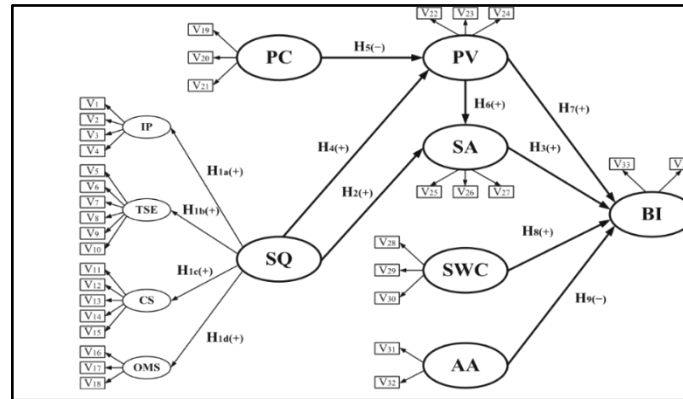 V22 V23 V24
V19
V20
V21
PC
H5(−)
PV
V1
V2
V3
V4
IP
H6(+)
H7(+)
H4(+)
H1a(+)
SA
H3(+)
V33
V5
V6
V7
V8
V9
V10
TSE
H1b(+)
H2(+)
V25 V26 V27
BI
V11
V12
V13
V14
V15
CS
H1c(+)
SQ
V28
V29
V30
SWC
H8(+)
H9(−)
V16
V17
V18
OMS
H1d(+)
V31
V32
AA